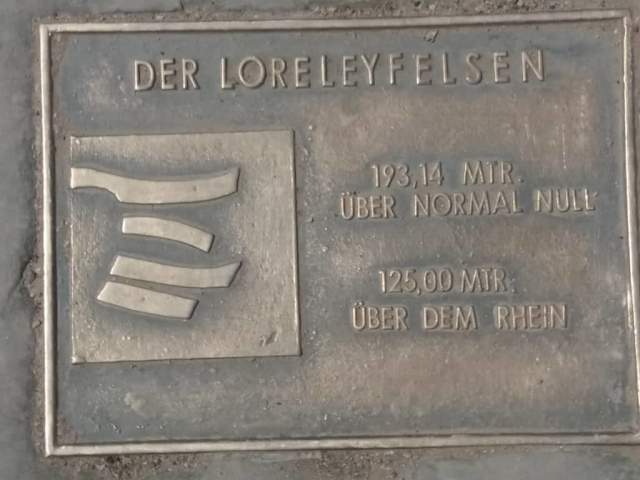 DER LORELEYFELSEN
193,14 MTR.
ÜBER NORMAL NULL
125,00 MTR.
ÜBER DEM RHEIN